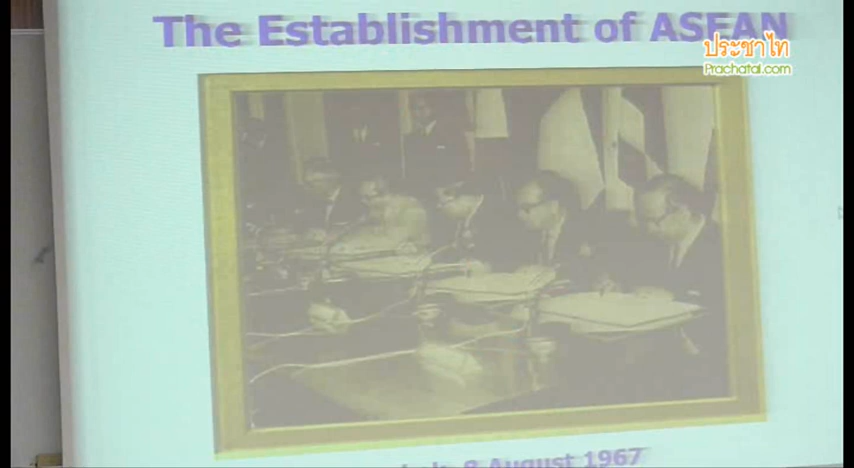 The Establishment of ASEAN
ประชาไท
Prachatai.com
8 August 1967